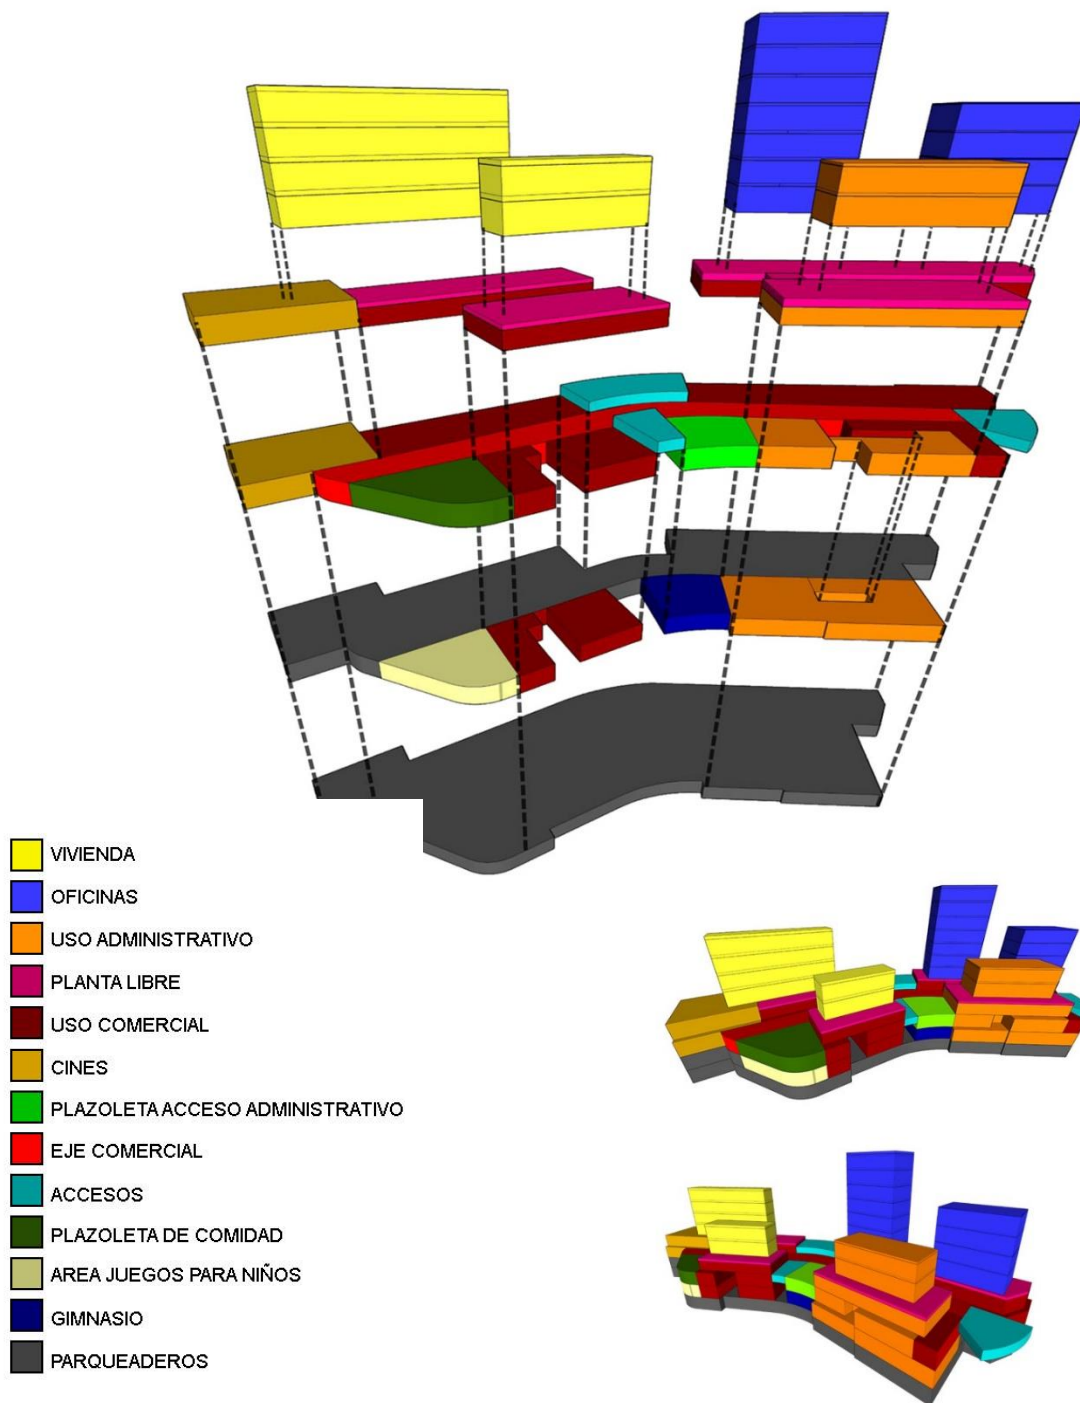 VIVIENDA
OFICINAS
USO ADMINISTRATIVO
PLANTA LIBRE
USO COMERCIAL
CINES
PLAZOLETA ACCESO ADMINISTRATIVO
EJE COMERCIAL
ACCESOS
PLAZOLETA DE COMIDAD
AREA JUEGOS PARA NIÑOS
GIMNASIO
PARQUEADEROS